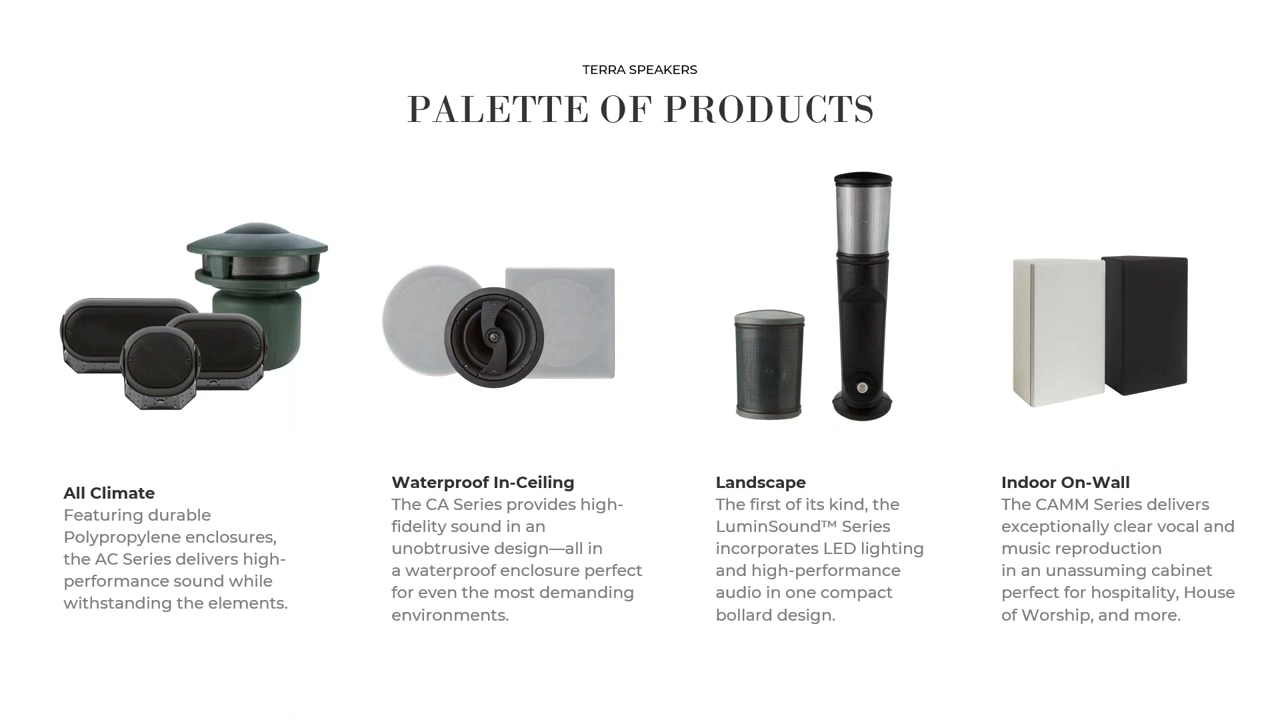 TERRA SPEAKERS
PALETTE OF PRODUCTS
All Climate
Featuring durable
Polypropylene enclosures,
the AC Series delivers high-
performance sound while
withstanding the elements.
Waterproof In-Ceiling
The CA Series provides high-
fidelity sound in an
unobtrusive design—all in
a waterproof enclosure perfect
for even the most demanding
environments.
Landscape
The first of its kind, the
LuminSound™ Series
incorporates LED lighting
and high-performance
audio in one compact
bollard design.
Indoor On-Wall
The CAMM Series delivers
exceptionally clear vocal and
music reproduction
in an unassuming cabinet
perfect for hospitality, House
of Worship, and more.